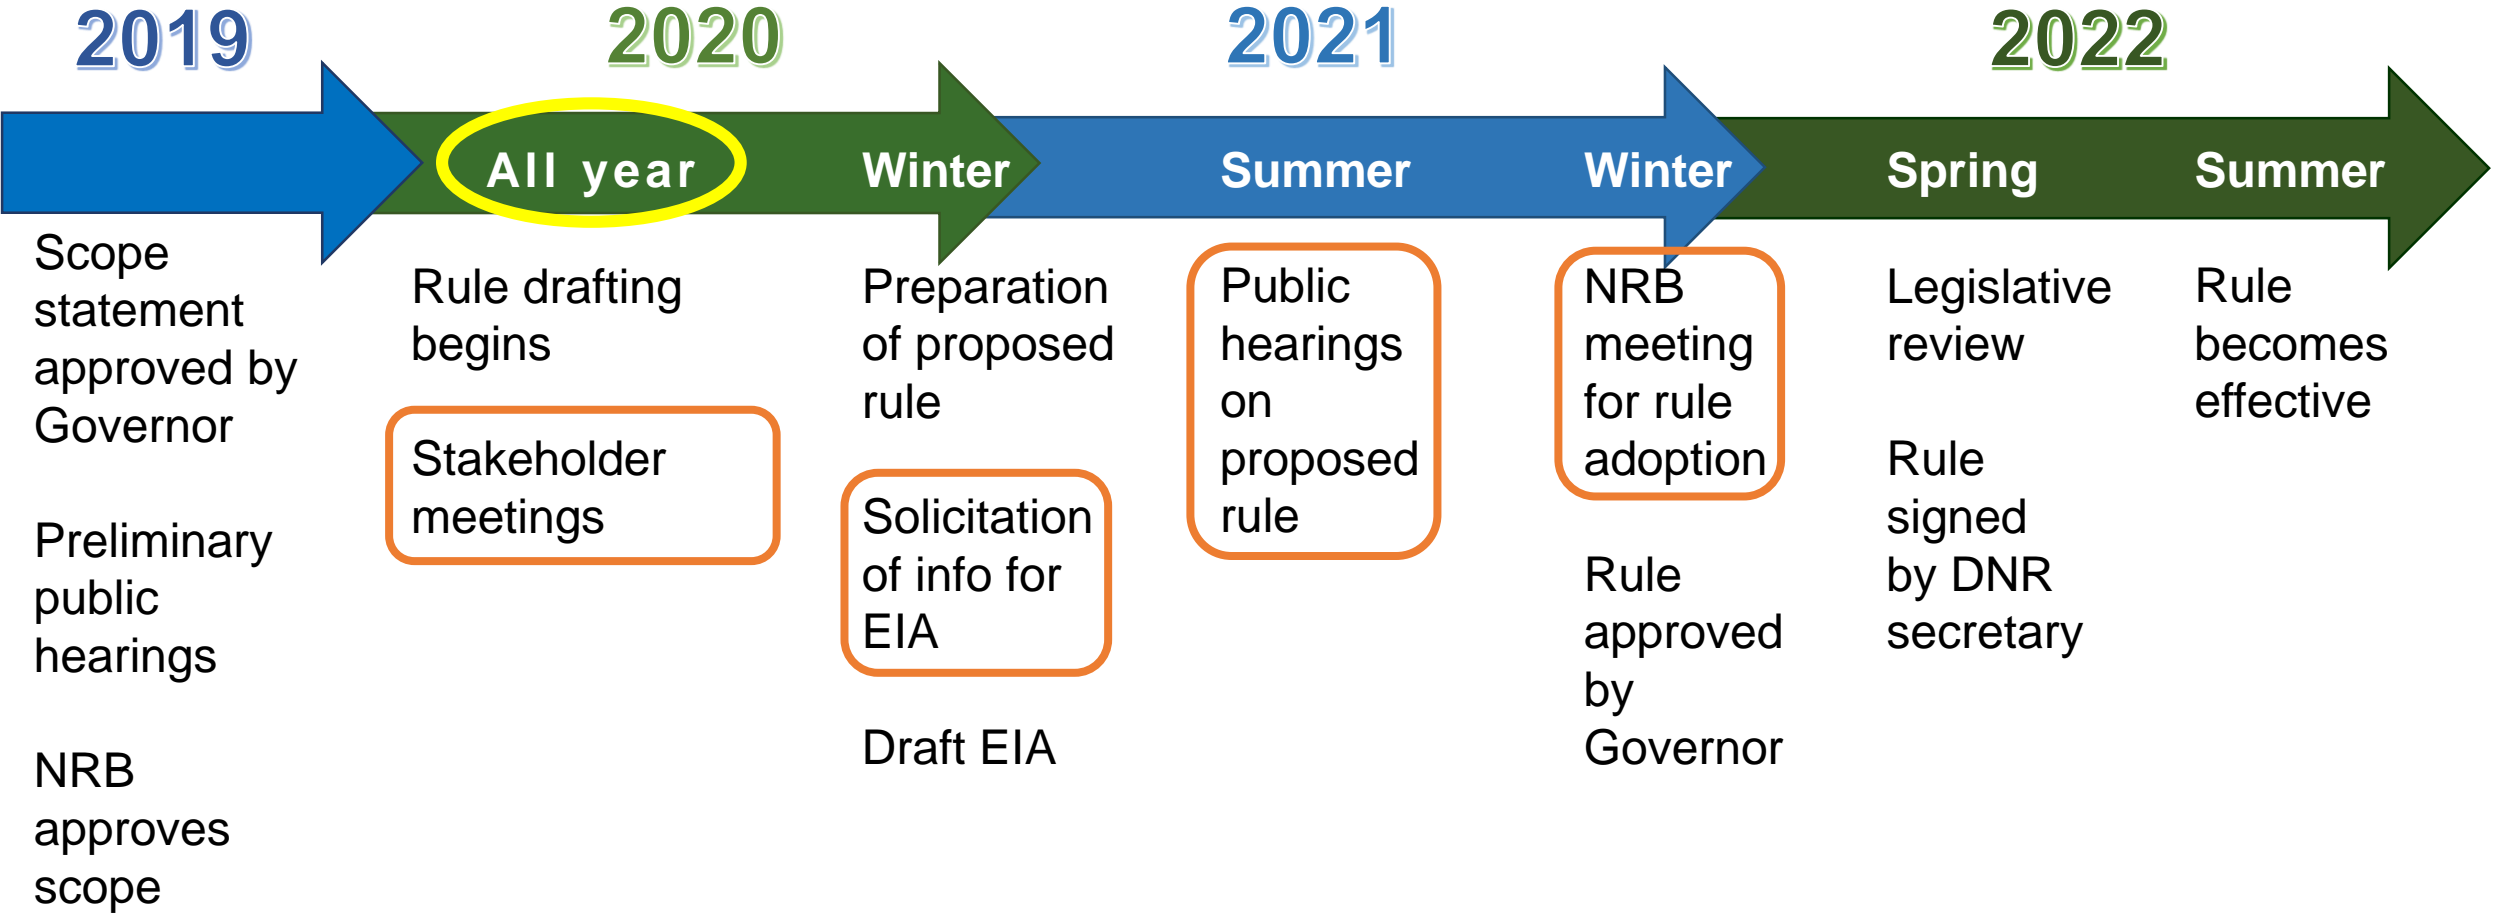 2019
2020
2021
2022
All year
Winter
Summer
Winter
Spring
Summer
Scope
statement
approved by
Governor
Preliminary
public
hearings
NRB
approves
scope
Rule drafting
begins
Stakeholder
meetings
Preparation
of proposed
rule
Solicitation
of info for
EIA
Draft EIA
Public
hearings
on
proposed
rule
NRB
meeting
for rule
adoption
Rule
approved
by
Governor
Legislative
review
Rule
signed
by DNR
secretary
Rule
becomes
effective